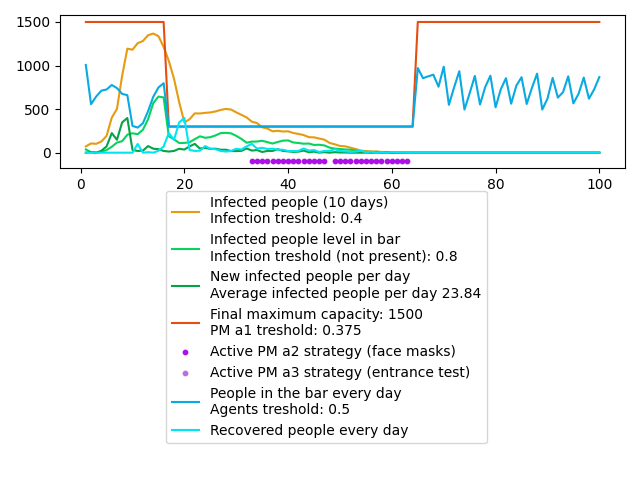 1500
1000
500
0
0 20 40 60 80 100
Infected people (10 days)
Infection treshold: 0.4
Infected people level in bar
Infection treshold (not present): 0.8
New infected people per day
Average infected people per day 23.84
Final maximum capacity: 1500
PM a1 treshold: 0.375
Active PM a2 strategy (face masks)
Active PM a3 strategy (entrance test)
People in the bar every day
Agents treshold: 0.5
Recovered people every day